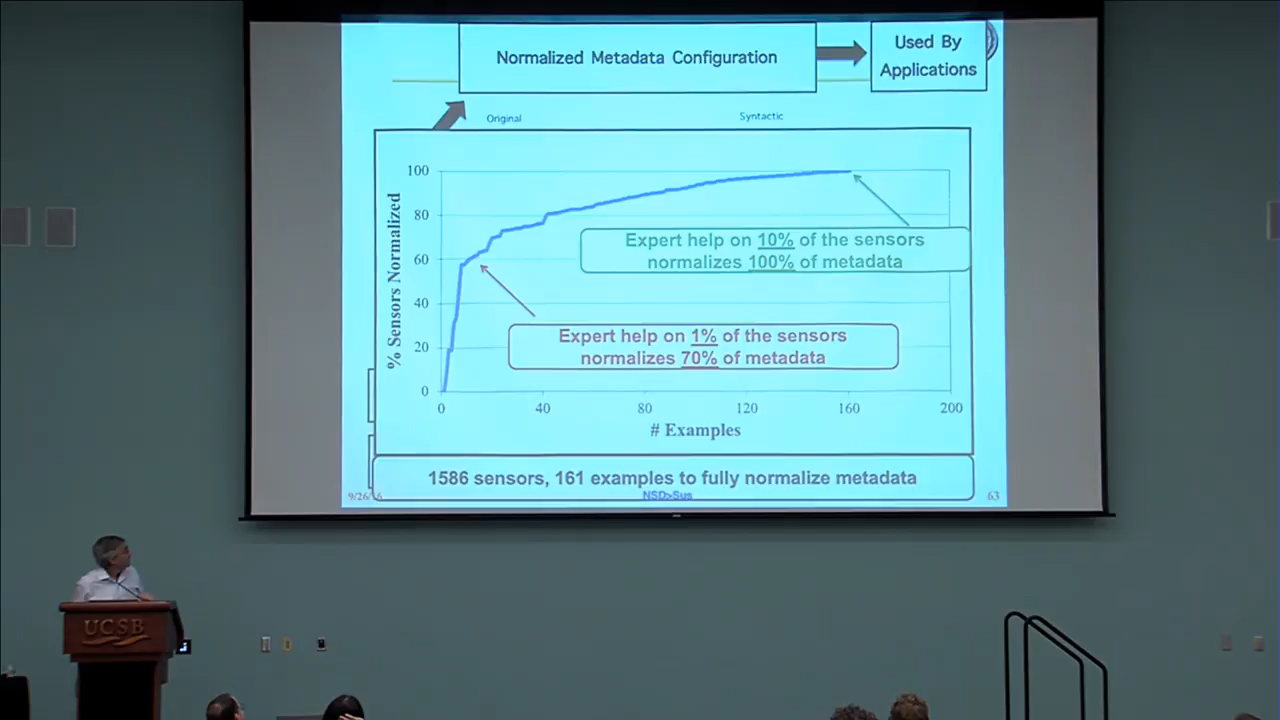 Normalized Metadata Configuration
Used By
Applications
Original
Syntactic
% Sensors Normalized
100
80
60
40
20
0
Expert help on 10% of the sensors
normalizes 100% of metadata
Expert help on 1% of the sensors
normalizes 70% of metadata
0 40 80 120 160 200
# Examples
1586 sensors, 161 examples to fully normalize metadata
NSD>Sus
63
UCSB